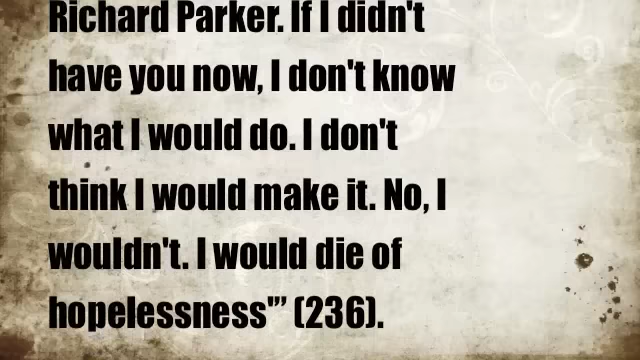 Richard Parker. If I didn't
have you now, I don't know
what I would do. I don't
think I would make it. No, I
wouldn't. I would die of
hopelessness'” (236).